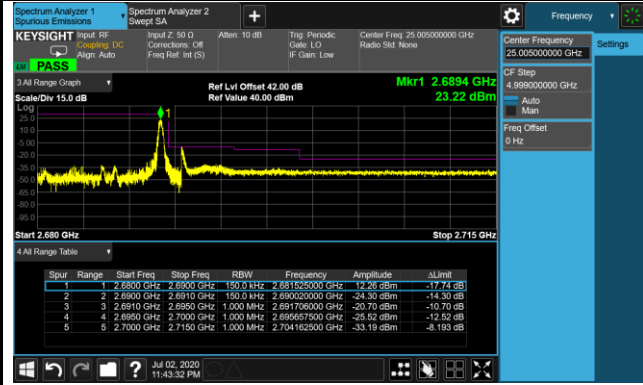 Spectrum Analyzer 1
Spurious Emissions
Spectrum Analyzer 2
Swept SA
Frequency
KEYSIGHT
Input: RF
Coupling: DC
Align: Auto
Input Z: 50 Ω
Corrections: Off
Freq Ref: Int (S)
Atten: 10 dB
Trig: Periodic
Gate: LO
IF Gain: Low
Center Freq: 25.005000000 GHz
Radio Std: None
PASS
Center Frequency
25.005000000 GHz
Settings
CF Step
4.999000000 GHz
Auto
Man
Freq Offset
0 Hz
3 All Range Graph
Scale/Div 15.0 dB
Ref Lvl Offset 42.00 dB
Ref Value 40.00 dBm
Mkr1 2.6894 GHz
23.22 dBm
Log
25.0
10.0
-5.00
-20.0
-35.0
-50.0
-65.0
-80.0
-95.0
1
Start 2.680 GHz
Stop 2.715 GHz
4 All Range Table
Spur Range Start Freq Stop Freq RBW Frequency Amplitude ΔLimit
1 1 2.6800 GHz 2.6900 GHz 150.0 kHz 2.681525000 GHz 12.26 dBm -17.74 dB
2 2 2.6900 GHz 2.6910 GHz 150.0 kHz 2.690020000 GHz -24.30 dBm -14.30 dB
3 3 2.6910 GHz 2.6950 GHz 1.000 MHz 2.691706000 GHz -20.70 dBm -10.70 dB
4 4 2.6950 GHz 2.7000 GHz 1.000 MHz 2.695657500 GHz -25.52 dBm -12.52 dB
5 5 2.7000 GHz 2.7150 GHz 1.000 MHz 2.704162500 GHz -33.19 dBm -8.193 dB
Jul 02, 2020
11:43:32 PM